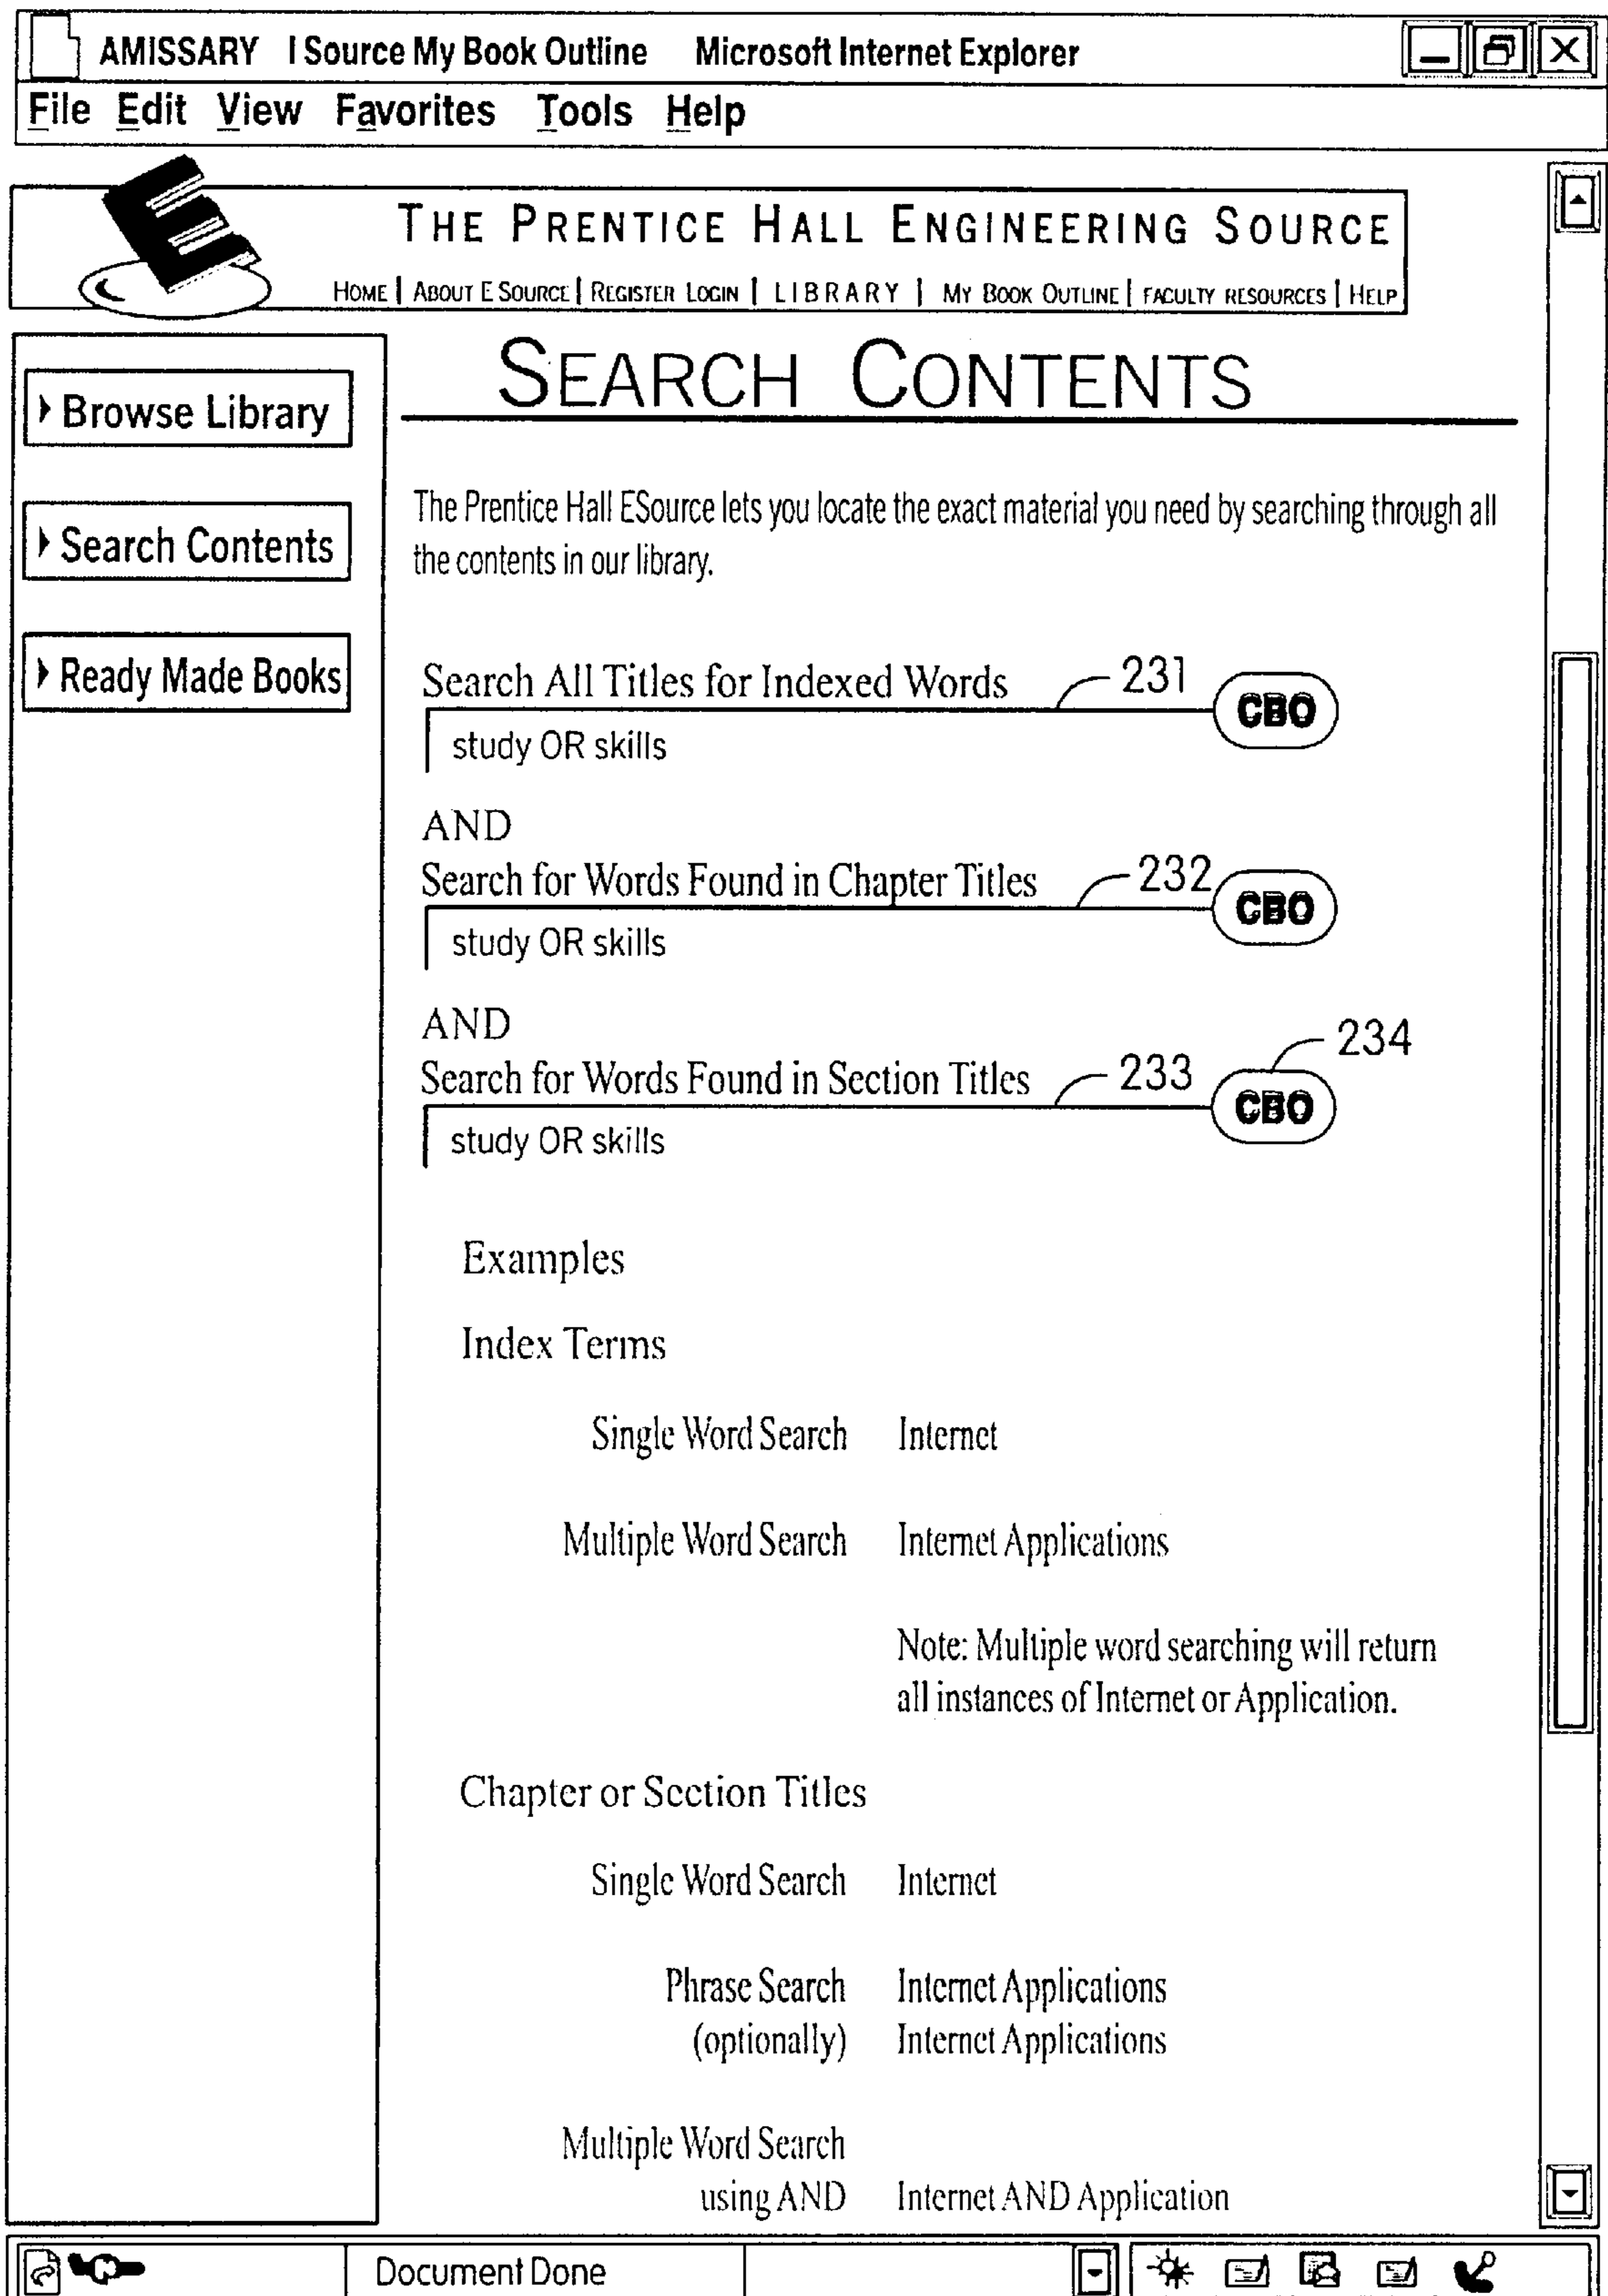 AMISSARY I Source My Book Outline Microsoft Internet Explorer
File Edit View Favorites Tools Help
THE PRENTICE HALL ENGINEERING SOURCE
HOME | ABOUT E SOURCE | REGISTER LOGIN | LIBRARY | MY BOOK OUTLINE | FACULTY RESOURCES | HELP
Browse Library
Search Contents
Ready Made Books
SEARCH CONTENTS
The Prentice Hall ESource lets you locate the exact material you need by searching through all
the contents in our library.
Search All Titles for Indexed Words 231 CBO
study OR skills
AND
Search for Words Found in Chapter Titles 232 CBO
study OR skills
AND
234
Search for Words Found in Section Titles 233 CBO
study OR skills
Examples
Index Terms
Single Word Search Internet
Multiple Word Search Internet Applications
Note: Multiple word searching will return
all instances of Internet or Application.
Chapter or Section Titles
Single Word Search Internet
Phrase Search Internet Applications
(optionally) Internet Applications
Multiple Word Search
using AND Internet AND Application
Document Done